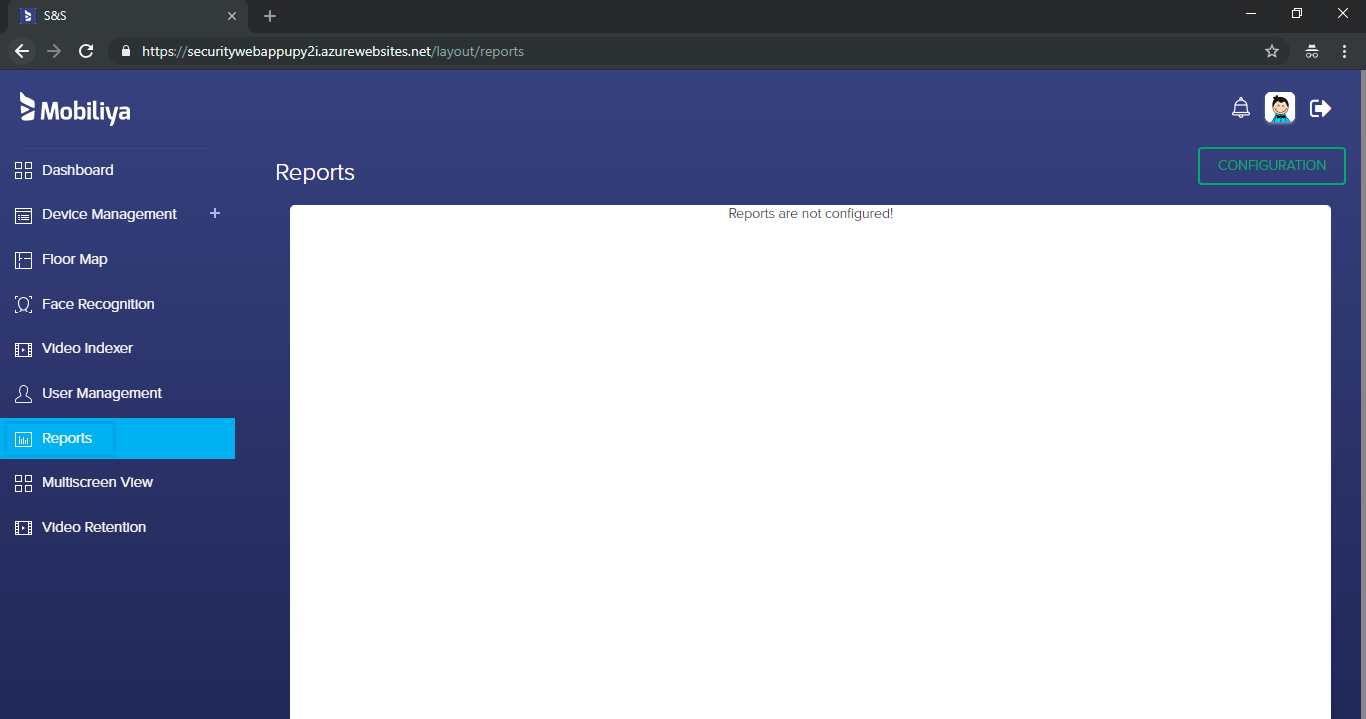 S&S
https://securitywebappupy2i.azurewebsites.net/layout/reports
Mobiliya
Dashboard
Device Management +
Floor Map
Face Recognition
Video Indexer
User Management
Reports
Multiscreen View
Video Retention
Reports
CONFIGURATION
Reports are not configured!